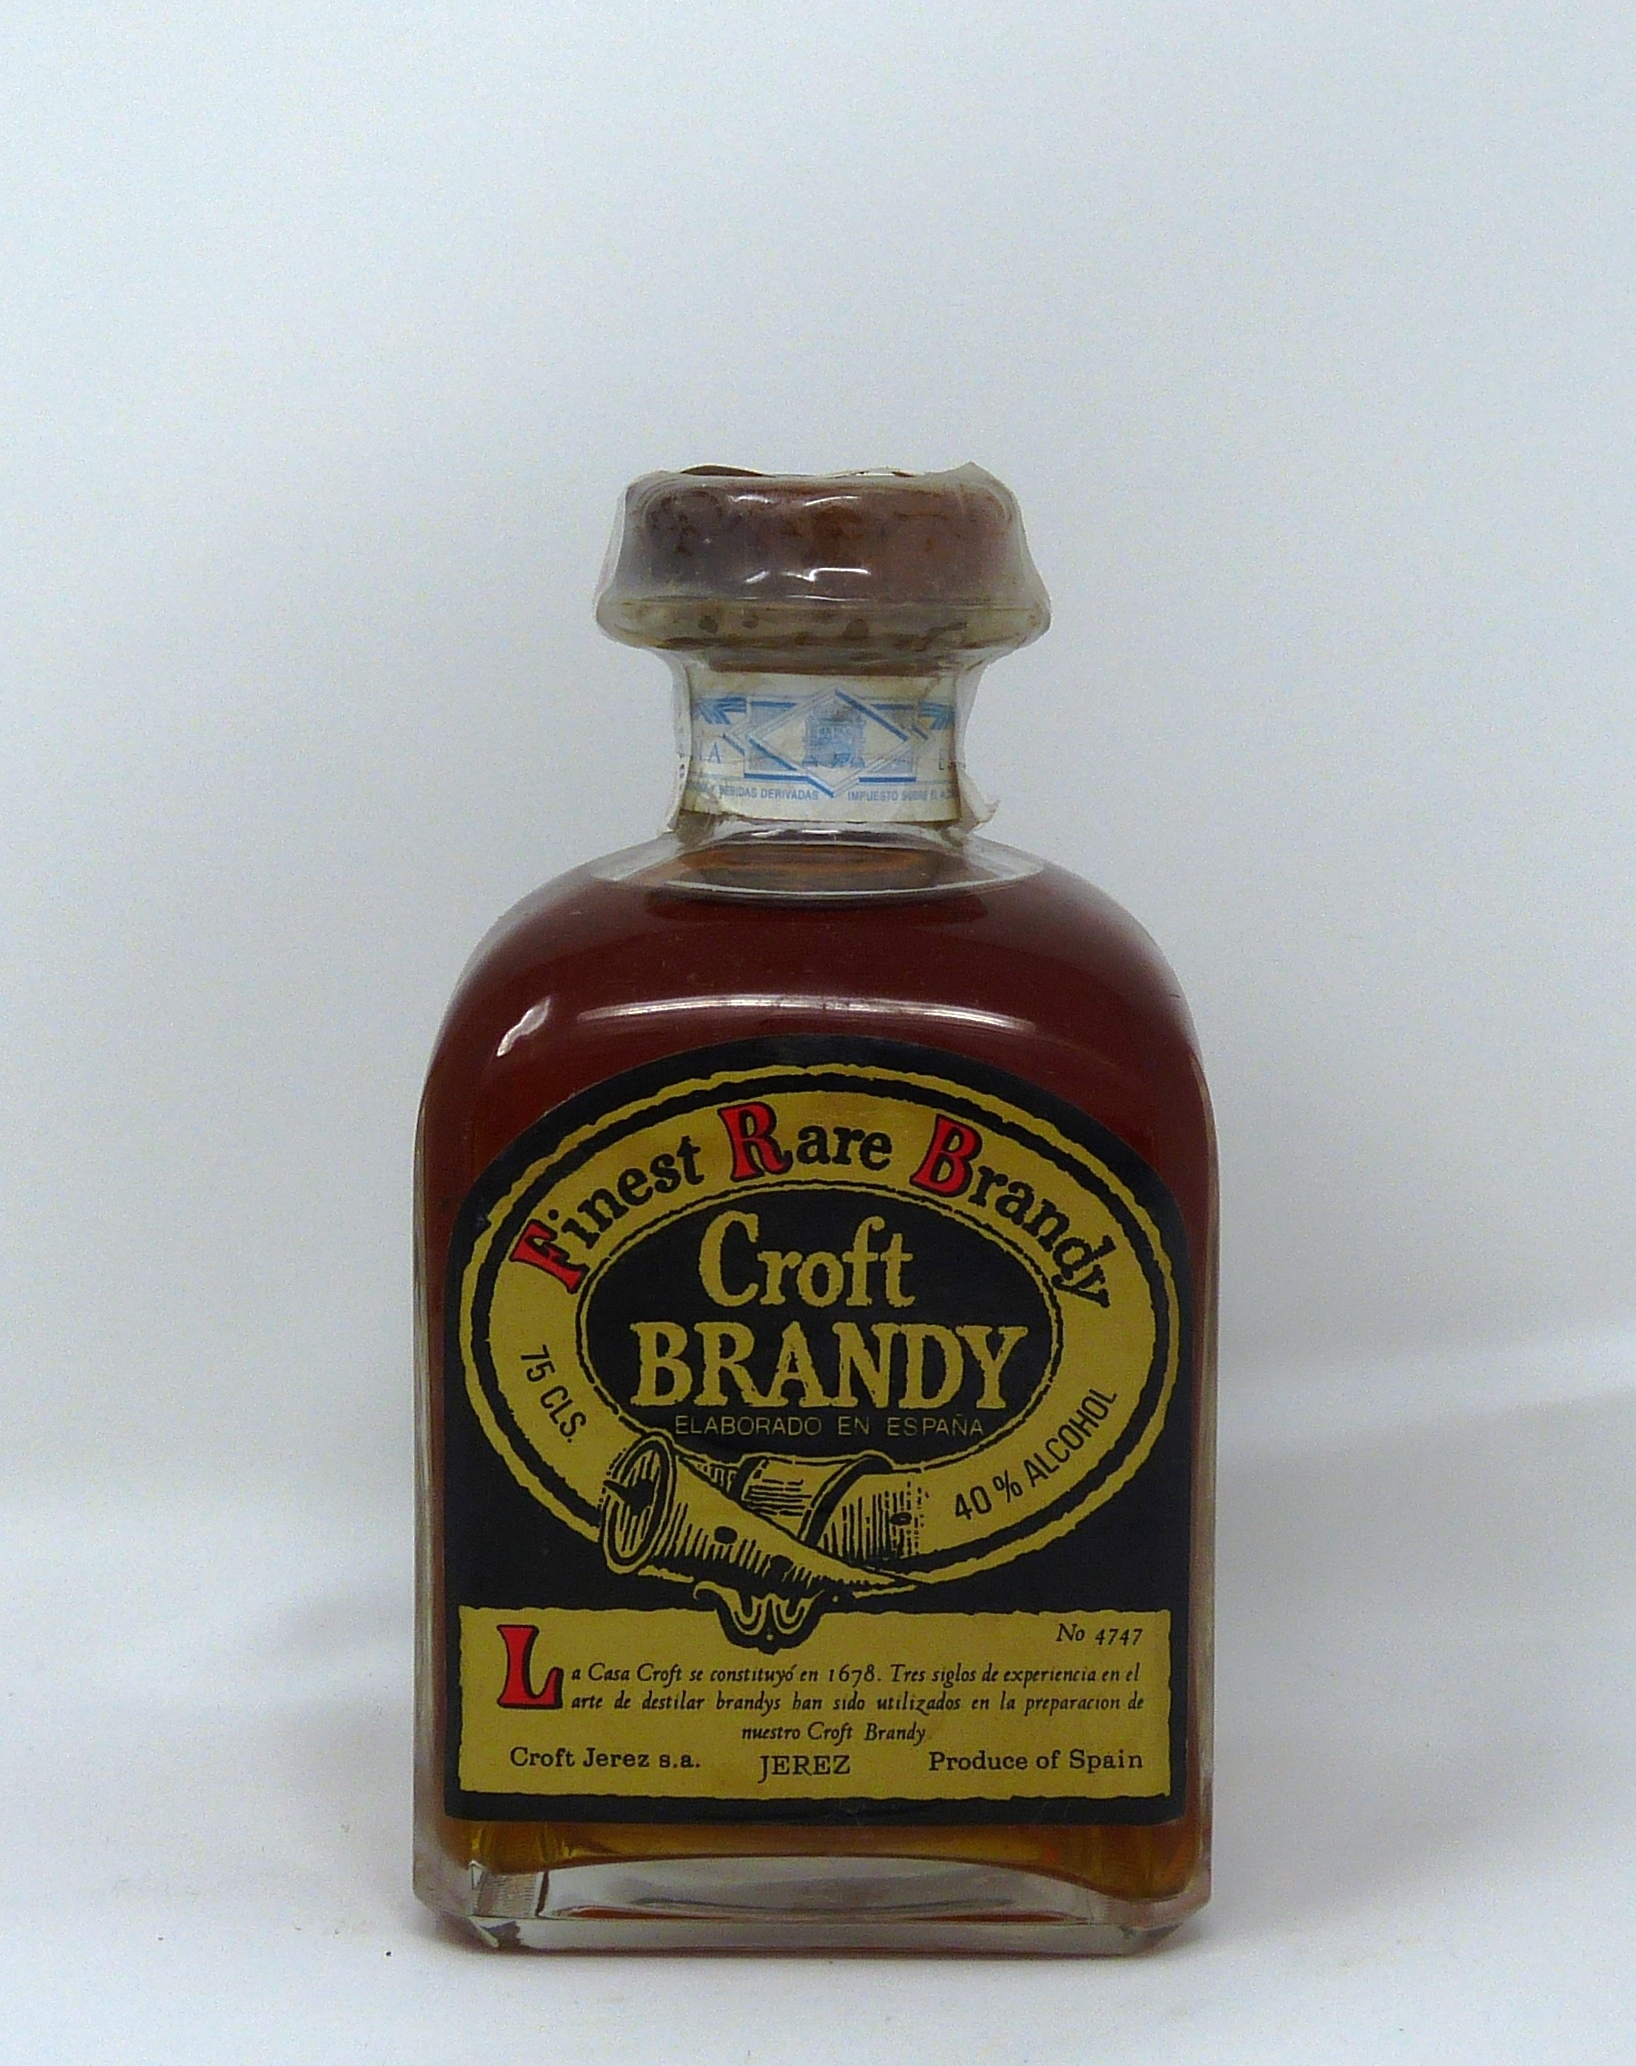 BEBIDAS DERIVADAS IMPUESTO SOBRE EL
Finest Rare Brandy
Croft
BRANDY
ELABORADO EN ESPAÑA
75 CLS.
40 % ALCOHOL
No 4747
La Casa Croft se constituyó en 1678. Tres siglos de experiencia en el
arte de destilar brandys han sido utilizados en la preparacion de
nuestro Croft Brandy
Croft Jerez s.a. JEREZ Produce of Spain